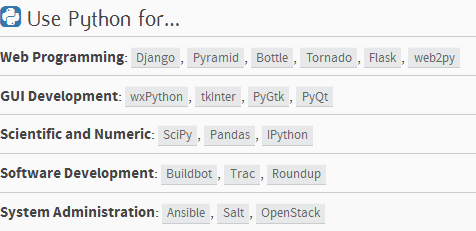 Use Python for...
Web Programming: Django, Pyramid, Bottle, Tornado, Flask, web2py
GUI Development: wxPython, tkInter, PyGtk, PyQt
Scientific and Numeric: SciPy, Pandas, IPython
Software Development: Buildbot, Trac, Roundup
System Administration: Ansible, Salt, OpenStack